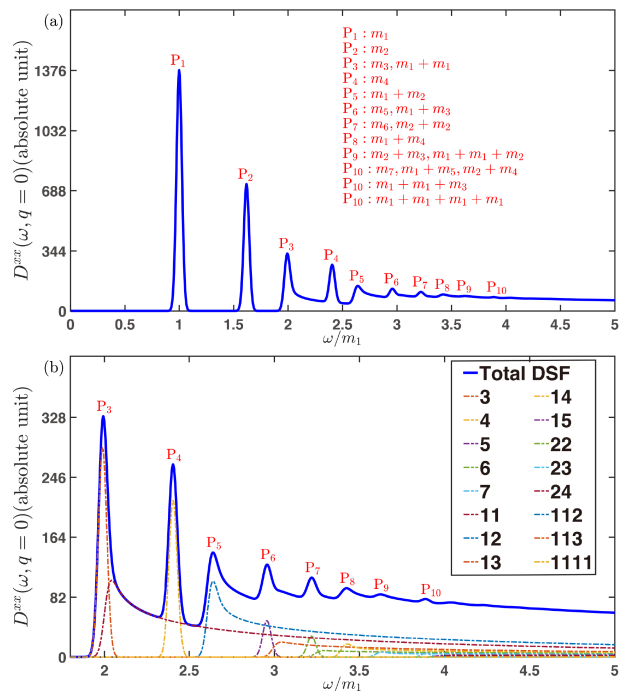 (a)
D^{xx}(ω, q = 0)(absolute unit)
1376
1032
688
344
0
P₁
P₂
P₃
P₄
P₅
P₆
P₇
P₈
P₉
P₁₀
P₁ : m₁
P₂ : m₂
P₃ : m₃, m₁ + m₁
P₄ : m₄
P₅ : m₁ + m₂
P₆ : m₅, m₁ + m₃
P₇ : m₆, m₂ + m₂
P₈ : m₁ + m₄
P₉ : m₂ + m₃, m₁ + m₁ + m₂
P₁₀ : m₇, m₁ + m₅, m₂ + m₄
P₁₀ : m₁ + m₁ + m₃
P₁₀ : m₁ + m₁ + m₁ + m₁
0 0.5 1 1.5 2 2.5 3 3.5 4 4.5 5
ω/m₁
(b)
D^{xx}(ω, q = 0)(absolute unit)
328
246
164
82
0
P₃
P₄
P₅
P₆
P₇
P₈
P₉
P₁₀
Total DSF
3 14
4 15
5 22
6 23
7 24
11 112
12 113
13 1111
2 2.5 3 3.5 4 4.5 5
ω/m₁